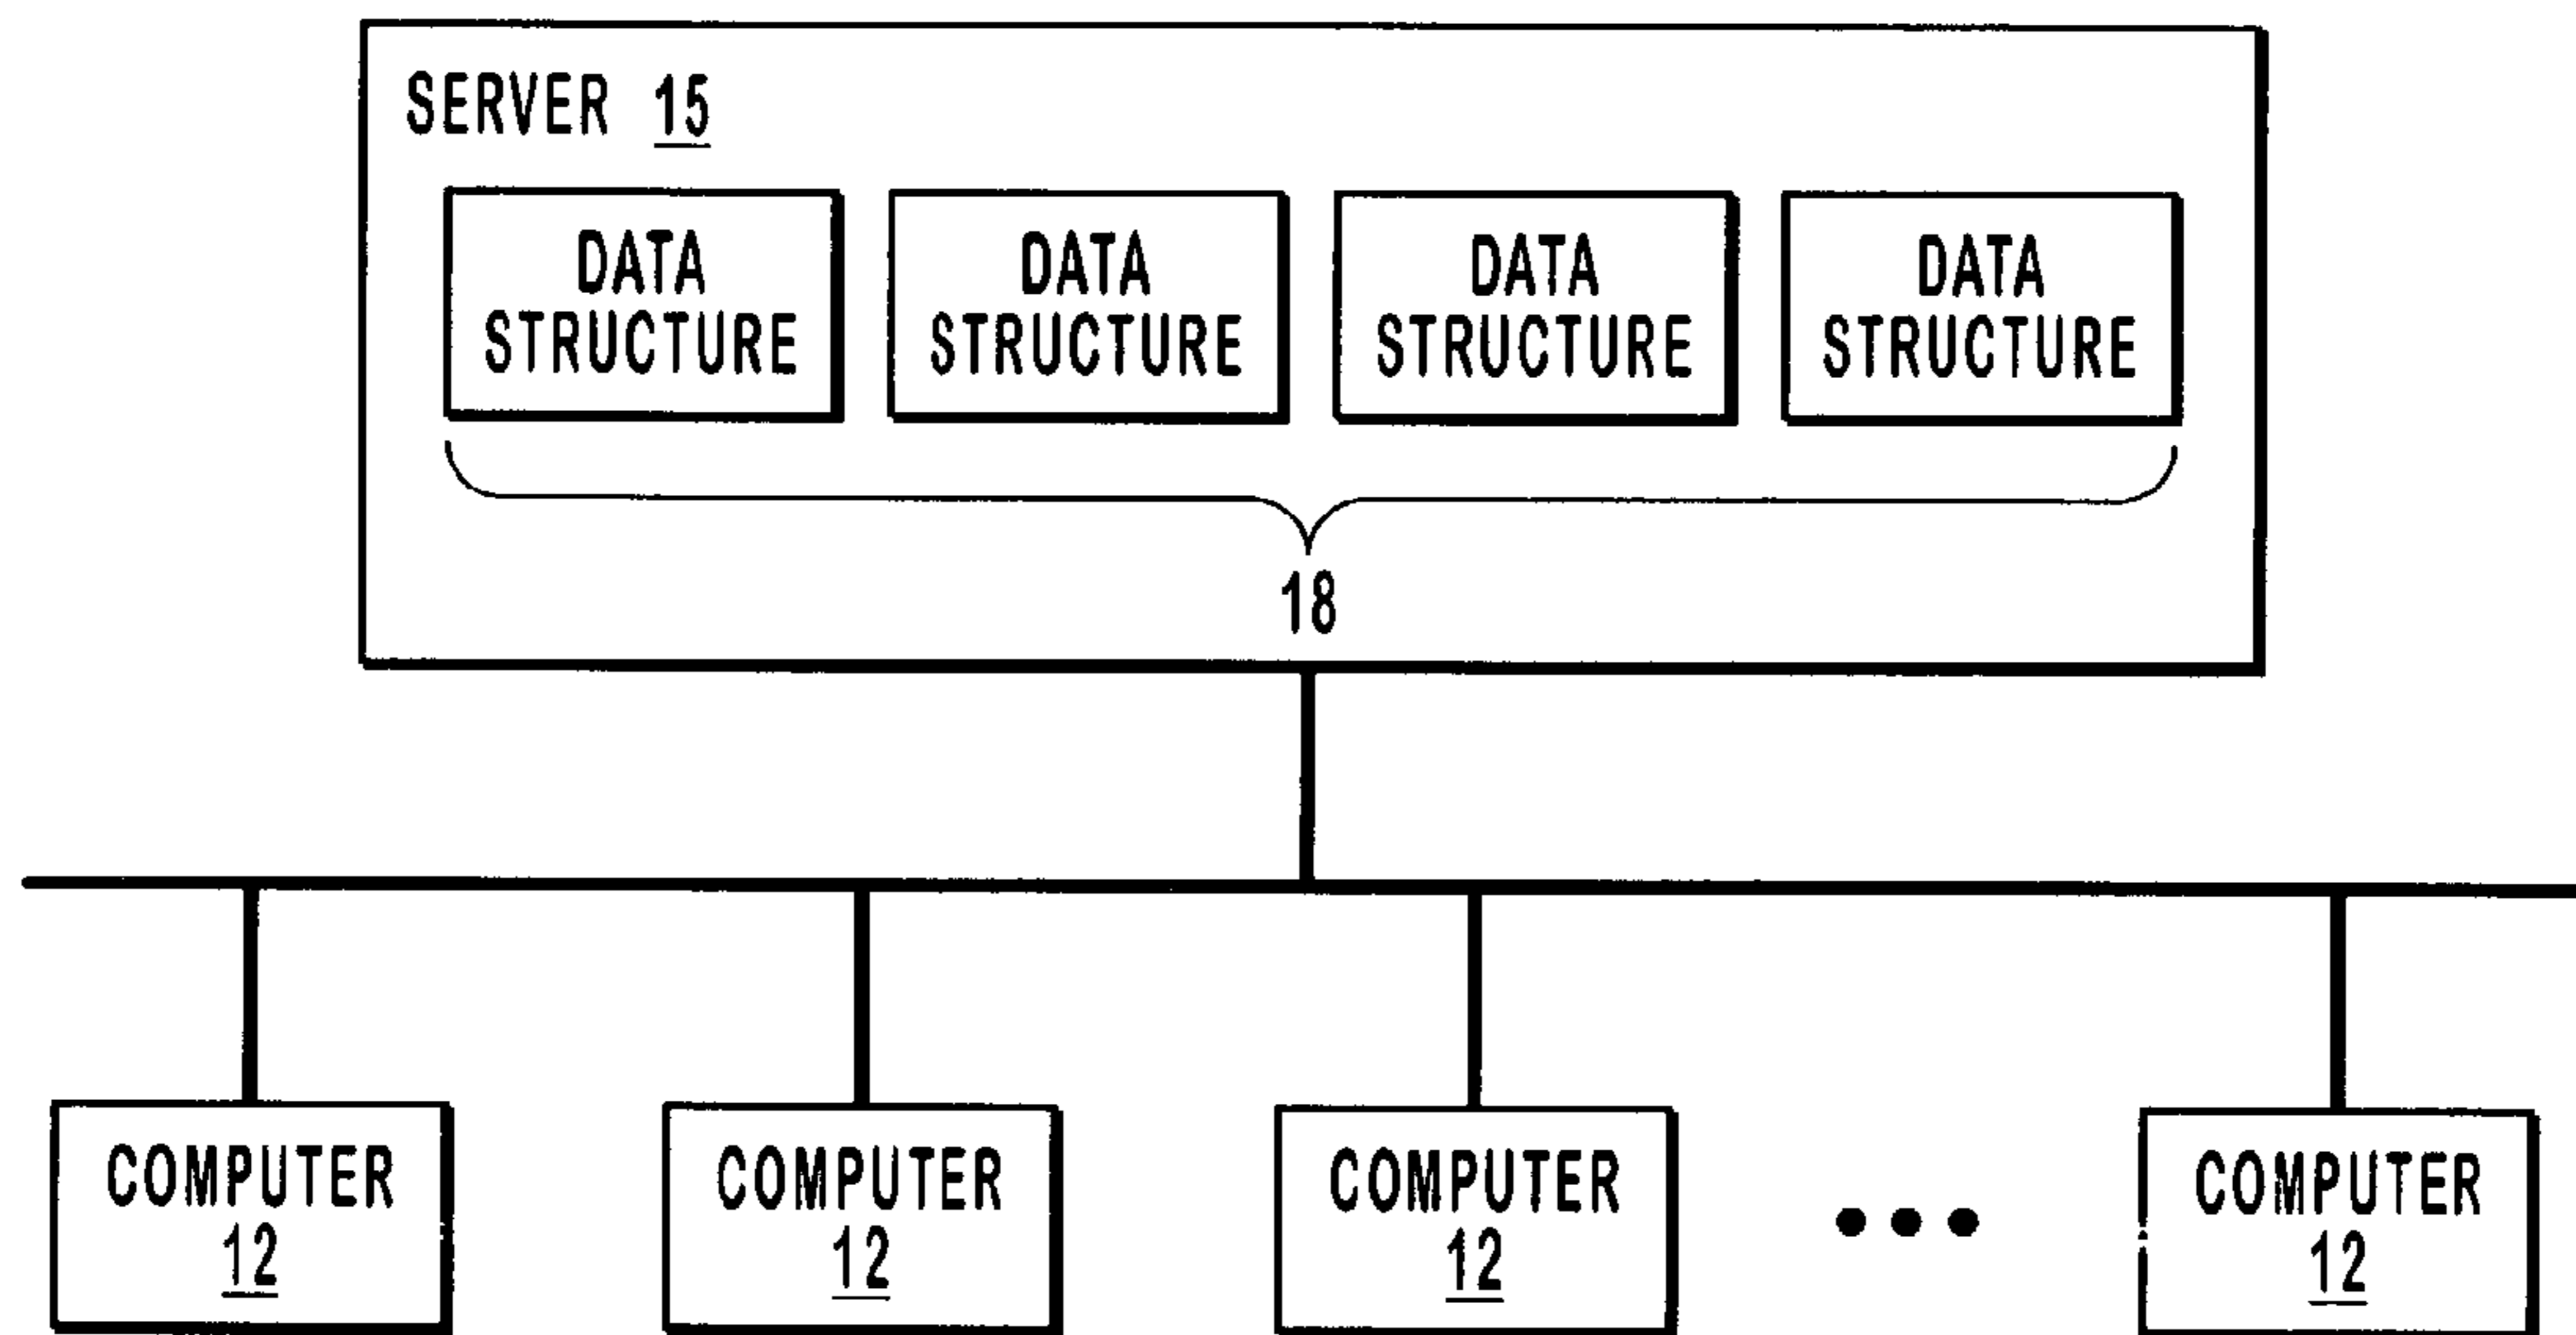 SERVER 15
DATA
STRUCTURE
DATA
STRUCTURE
DATA
STRUCTURE
DATA
STRUCTURE
18
COMPUTER
12
COMPUTER
12
COMPUTER
12
COMPUTER
12